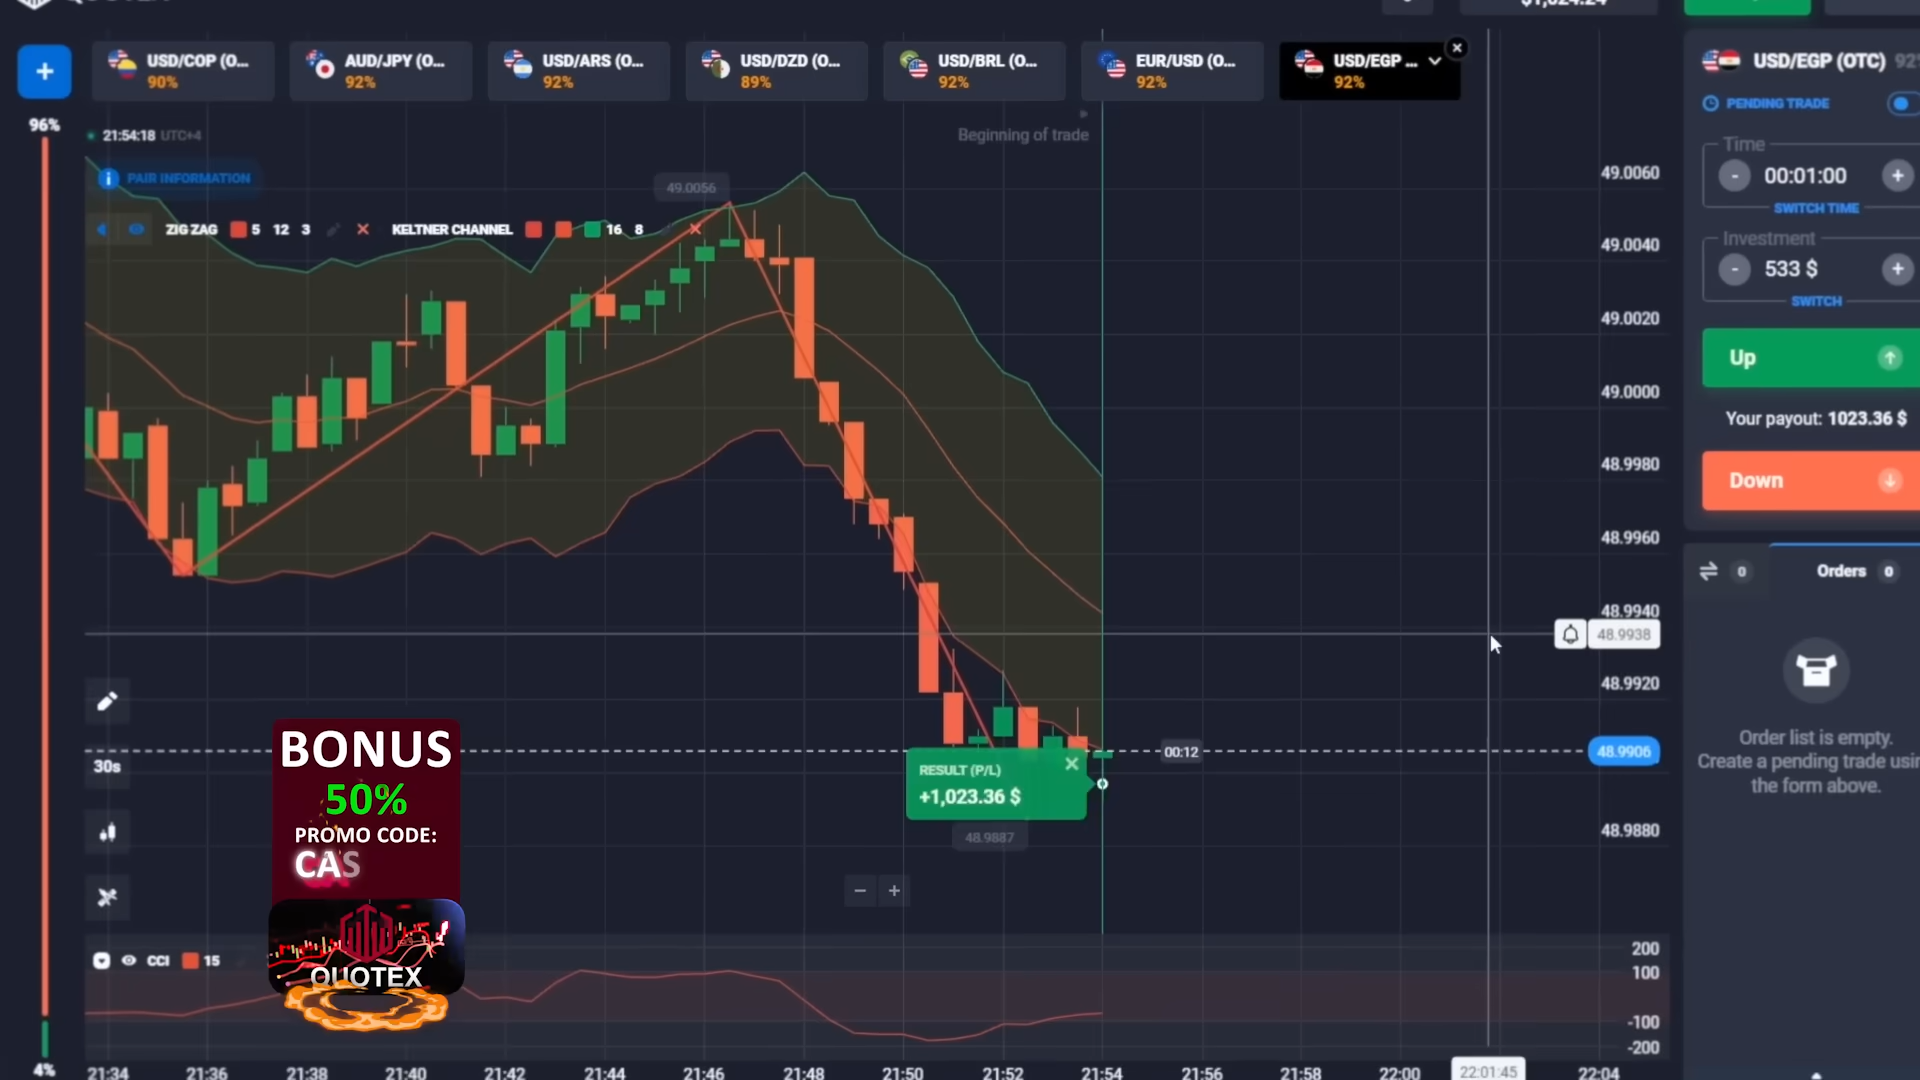 USD/COP (O...
90%
AUD/JPY (O...
92%
USD/ARS (O...
92%
USD/DZD (O...
89%
USD/BRL (O...
92%
EUR/USD (O...
92%
USD/EGP ...
92%
USD/EGP (OTC) 92
96%
21:54:18 UTC+4
Beginning of trade
PENDING TRADE
PAIR INFORMATION
Time
00:01:00
SWITCH TIME
ZIG ZAG 5 12 3
KELTNER CHANNEL 16 8
49.0056
Investment
533 $
SWITCH
Up
Your payout: 1023.36 $
Down
49.0060
49.0040
49.0020
49.0000
48.9980
48.9960
48.9940
48.9938
48.9920
48.9906
48.9880
0
Orders 0
Order list is empty.
Create a pending trade usin
the form above.
00:12
RESULT (P/L)
+1,023.36 $
48.9887
30s
BONUS
50%
PROMO CODE:
CAS
QUOTEX
CCI 15
200
100
-100
-200
4%
21:34 21:36 21:38 21:40 21:42 21:44 21:46 21:48 21:50 21:52 21:54 21:56 21:58 22:00 22:01:45 22:04